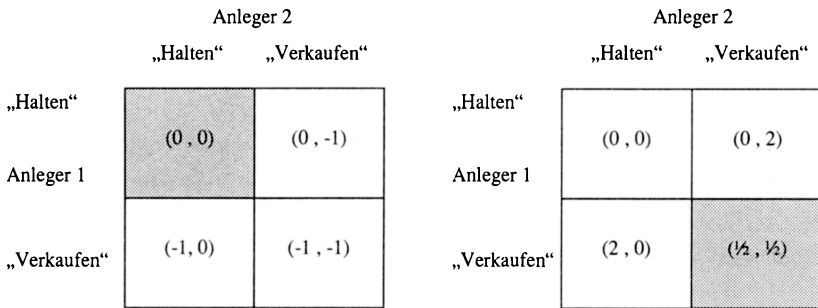 Anleger 2
„Halten“ „Verkaufen“
„Halten“
(0 , 0) (0 , -1)
Anleger 1
„Verkaufen“
(-1, 0) (-1 , -1)
Anleger 2
„Halten“ „Verkaufen“
„Halten“
(0 , 0) (0 , 2)
Anleger 1
„Verkaufen“
(2 , 0) (½ , ½)